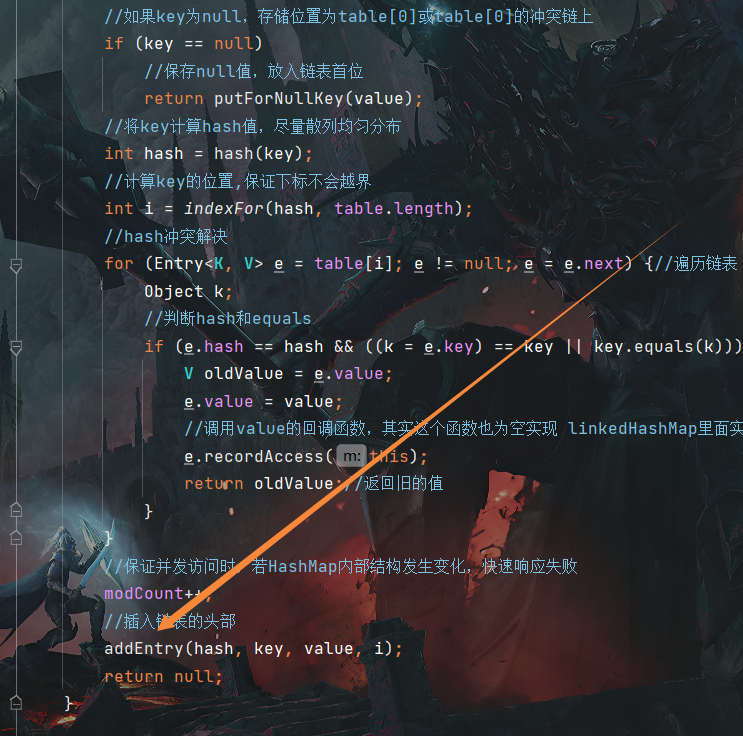 //如果key为null，存储位置为table[0]或table[0]的冲突链上
if (key == null)
//保存null值，放入链表首位
return putForNullKey(value);
//将key计算hash值，尽量散列均匀分布
int hash = hash(key);
//计算key的位置,保证下标不会越界
int i = indexFor(hash, table.length);
//hash冲突解决
for (Entry<K, V> e = table[i]; e != null; e = e.next) {//遍历链表
Object k;
//判断hash和equals
if (e.hash == hash && ((k = e.key) == key || key.equals(k)))
V oldValue = e.value;
e.value = value;
//调用value的回调函数，其实这个函数也为空实现 linkedHashMap里面实
e.recordAccess( m: this);
return oldValue;//返回旧的值
}
}
//保证并发访问时，若HashMap内部结构发生变化，快速响应失败
modCount++;
//插入链表的头部
addEntry(hash, key, value, i);
return null;
}